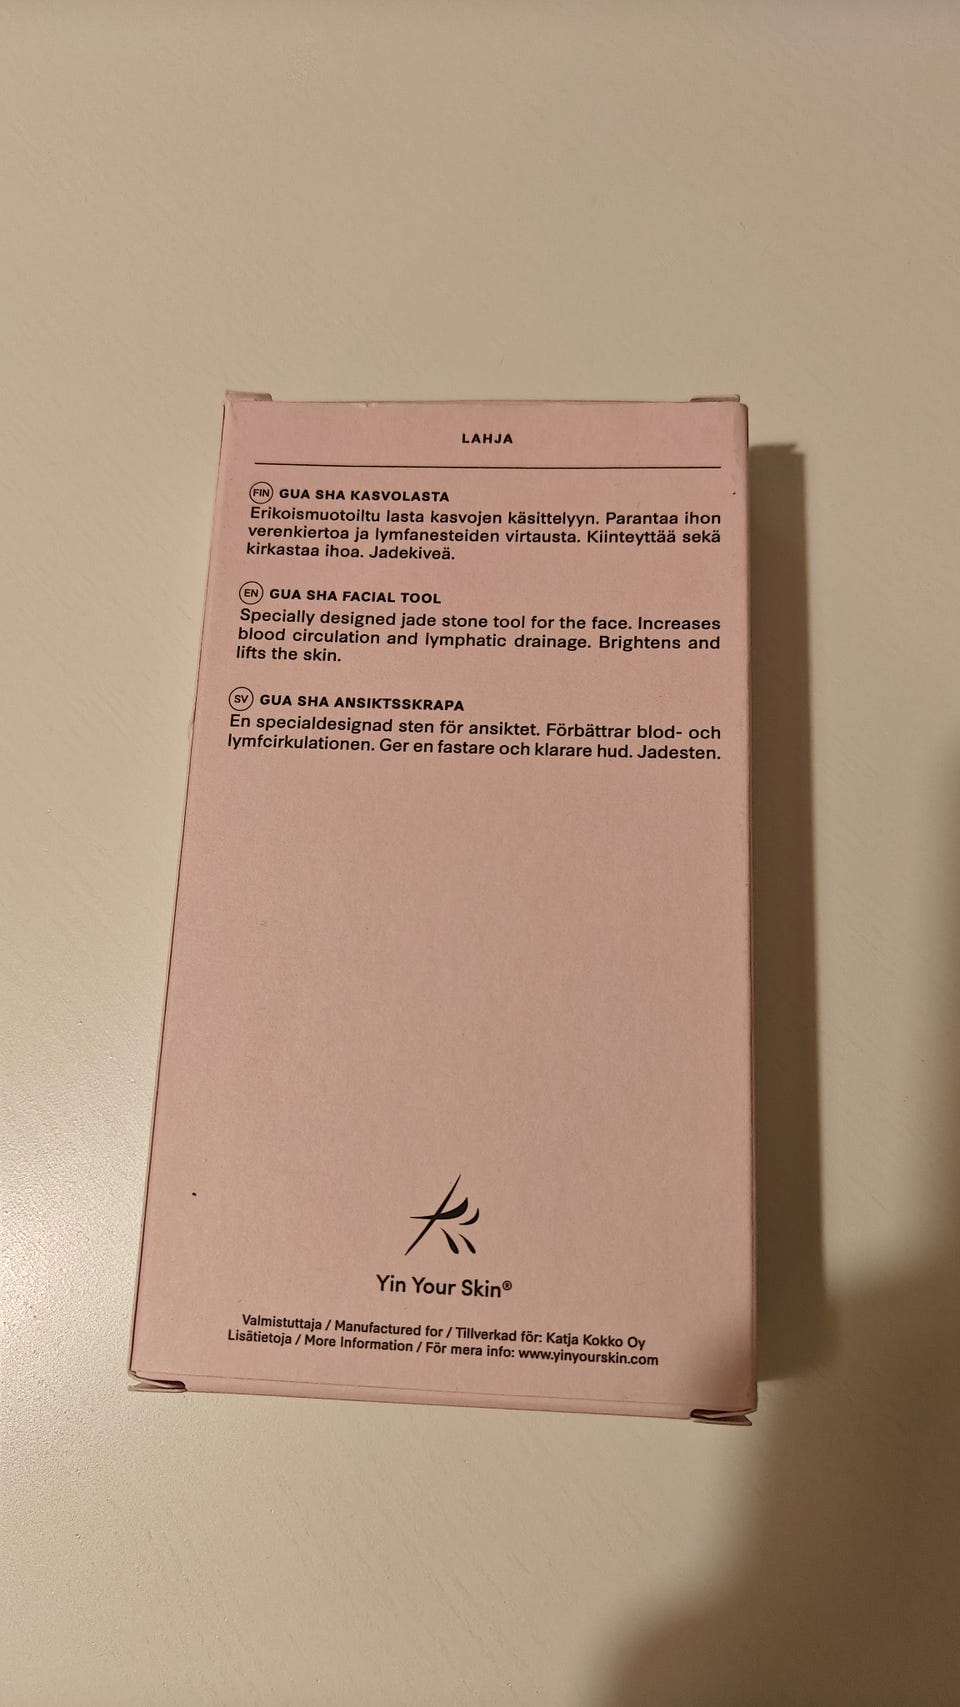 LAHJA
FIN GUA SHA KASVOLASTA
Erikoismuotoiltu lasta kasvojen käsittelyyn. Parantaa ihon
verenkiertoa ja lymfanesteiden virtausta. Kiinteyttää sekä
kirkastaa ihoa. Jadekiveä.
EN GUA SHA FACIAL TOOL
Specially designed jade stone tool for the face. Increases
blood circulation and lymphatic drainage. Brightens and
lifts the skin.
SV GUA SHA ANSIKTSSKRAPA
En specialdesignad sten för ansiktet. Förbättrar blod- och
lymfcirkulationen. Ger en fastare och klarare hud. Jadesten.
Yin Your Skin®
Valmistuttaja / Manufactured for / Tillverkad för: Katja Kokko Oy
Lisätietoja / More Information / För mera info: www.yinyourskin.com